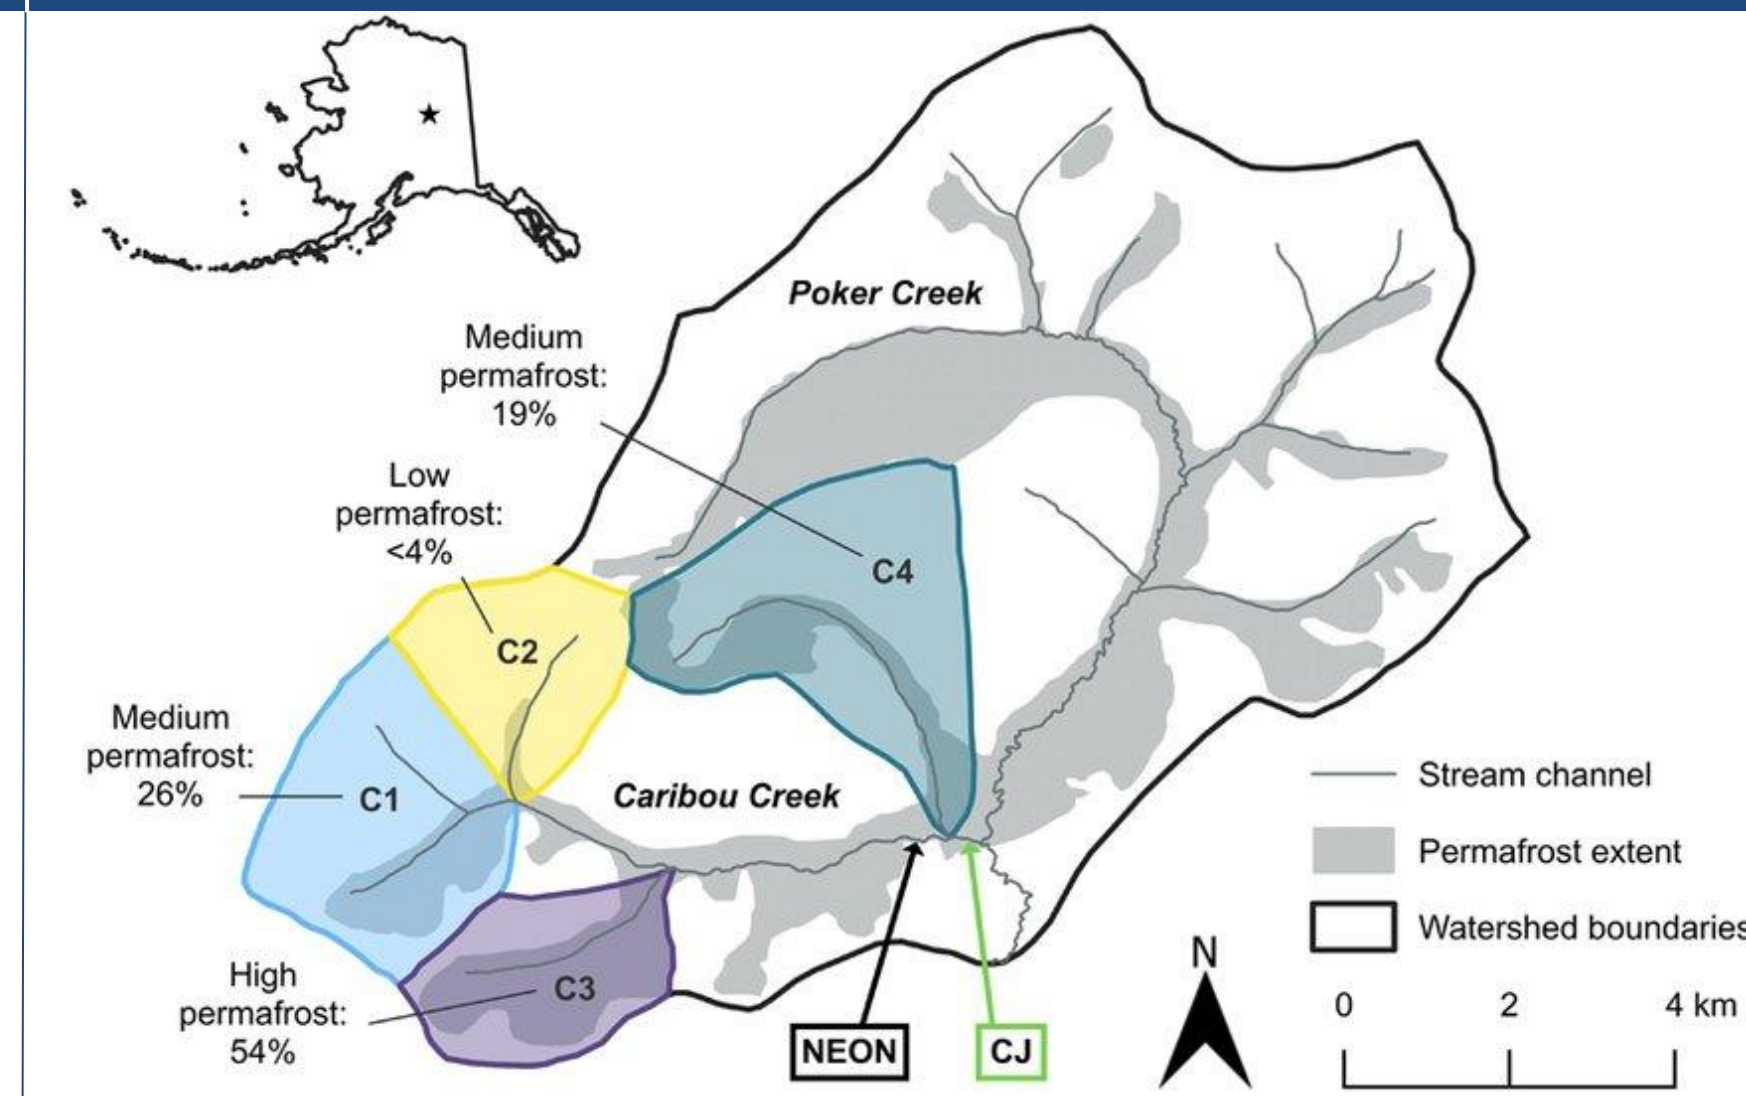 Poker Creek
Medium
permafrost:
19%
Low
permafrost:
<4%
C4
C2
Medium
permafrost:
26%
C1
Caribou Creek
Stream channel
Permafrost extent
Watershed boundaries
High
permafrost:
54%
C3
NEON
CJ
N
0 2 4 km